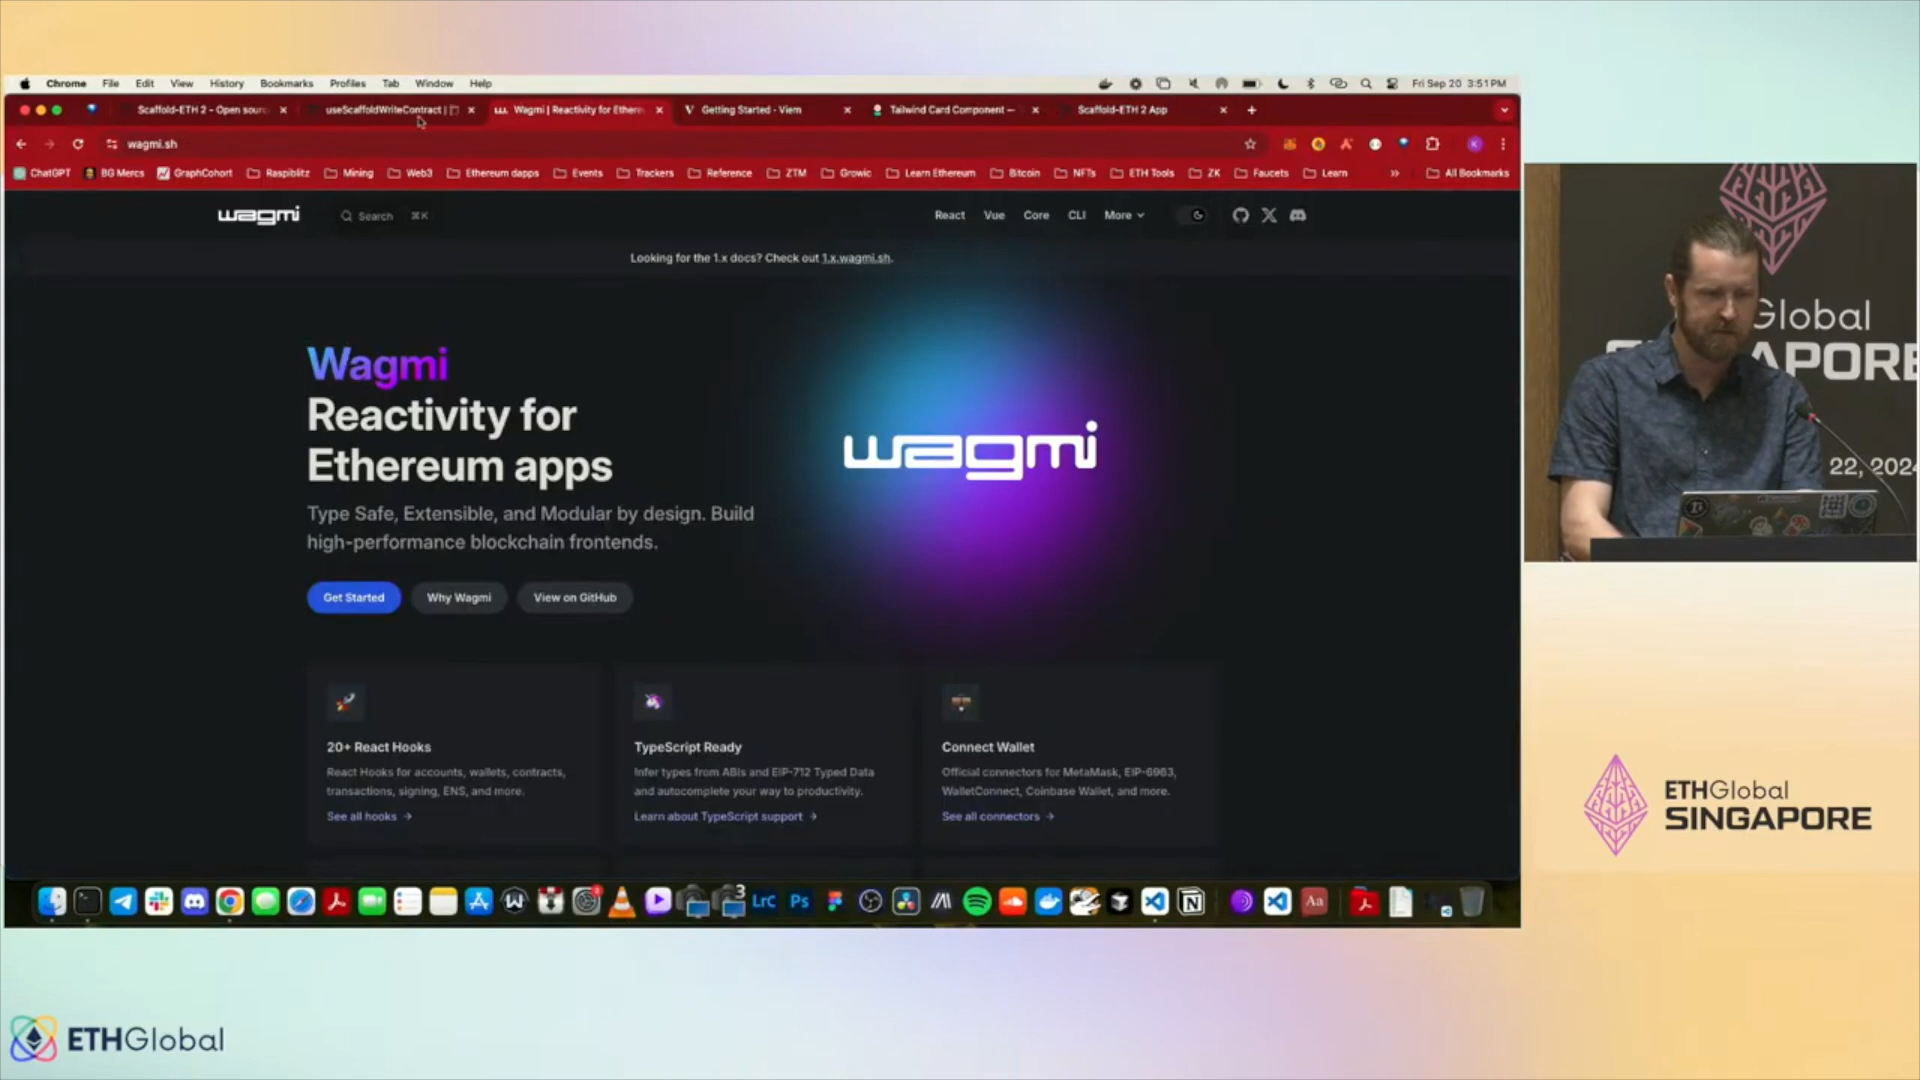 Chrome File Edit View History Bookmarks Profiles Tab Window Help
Fri Sep 20 3:51 PM
Scaffold-ETH 2 - Open sourc
useScaffoldWriteContract |
Wagmi | Reactivity for Ethere
Getting Started - Viem
Tailwind Card Component —
Scaffold-ETH 2 App
wagmi.sh
ChatGPT BG Mercs GraphCohort Raspiblitz Mining Web3 Ethereum dapps Events Trackers Reference ZTM Growic Learn Ethereum Bitcoin NFTs ETH Tools ZK Faucets Learn » All Bookmarks
wagmi
Search ⌘K
React Vue Core CLI More
Looking for the 1.x docs? Check out 1.x.wagmi.sh.
Wagmi
Reactivity for
Ethereum apps
Type Safe, Extensible, and Modular by design. Build
high-performance blockchain frontends.
Get Started
Why Wagmi
View on GitHub
wagmi
20+ React Hooks
React Hooks for accounts, wallets, contracts,
transactions, signing, ENS, and more.
See all hooks →
TypeScript Ready
Infer types from ABIs and EIP-712 Typed Data
and autocomplete your way to productivity.
Learn about TypeScript support →
Connect Wallet
Official connectors for MetaMask, EIP-6963,
WalletConnect, Coinbase Wallet, and more.
See all connectors →
3
LrC
Ps
Aa
Global
APORE
22, 2024
ETHGlobal
SINGAPORE
ETHGlobal